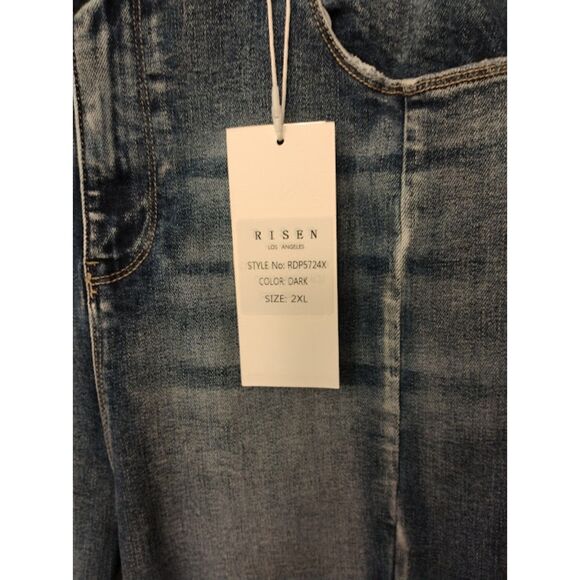 RISEN
LOS ANGELES
STYLE No: RDP5724X
COLOR: DARK
SIZE: 2XL